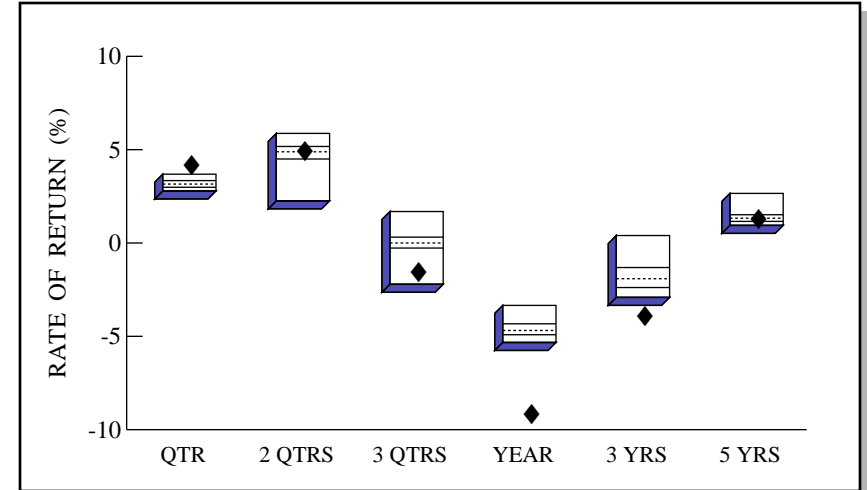 RATE OF RETURN (%)
10
5
0
-5
-10
QTR 2 QTRS 3 QTRS YEAR 3 YRS 5 YRS